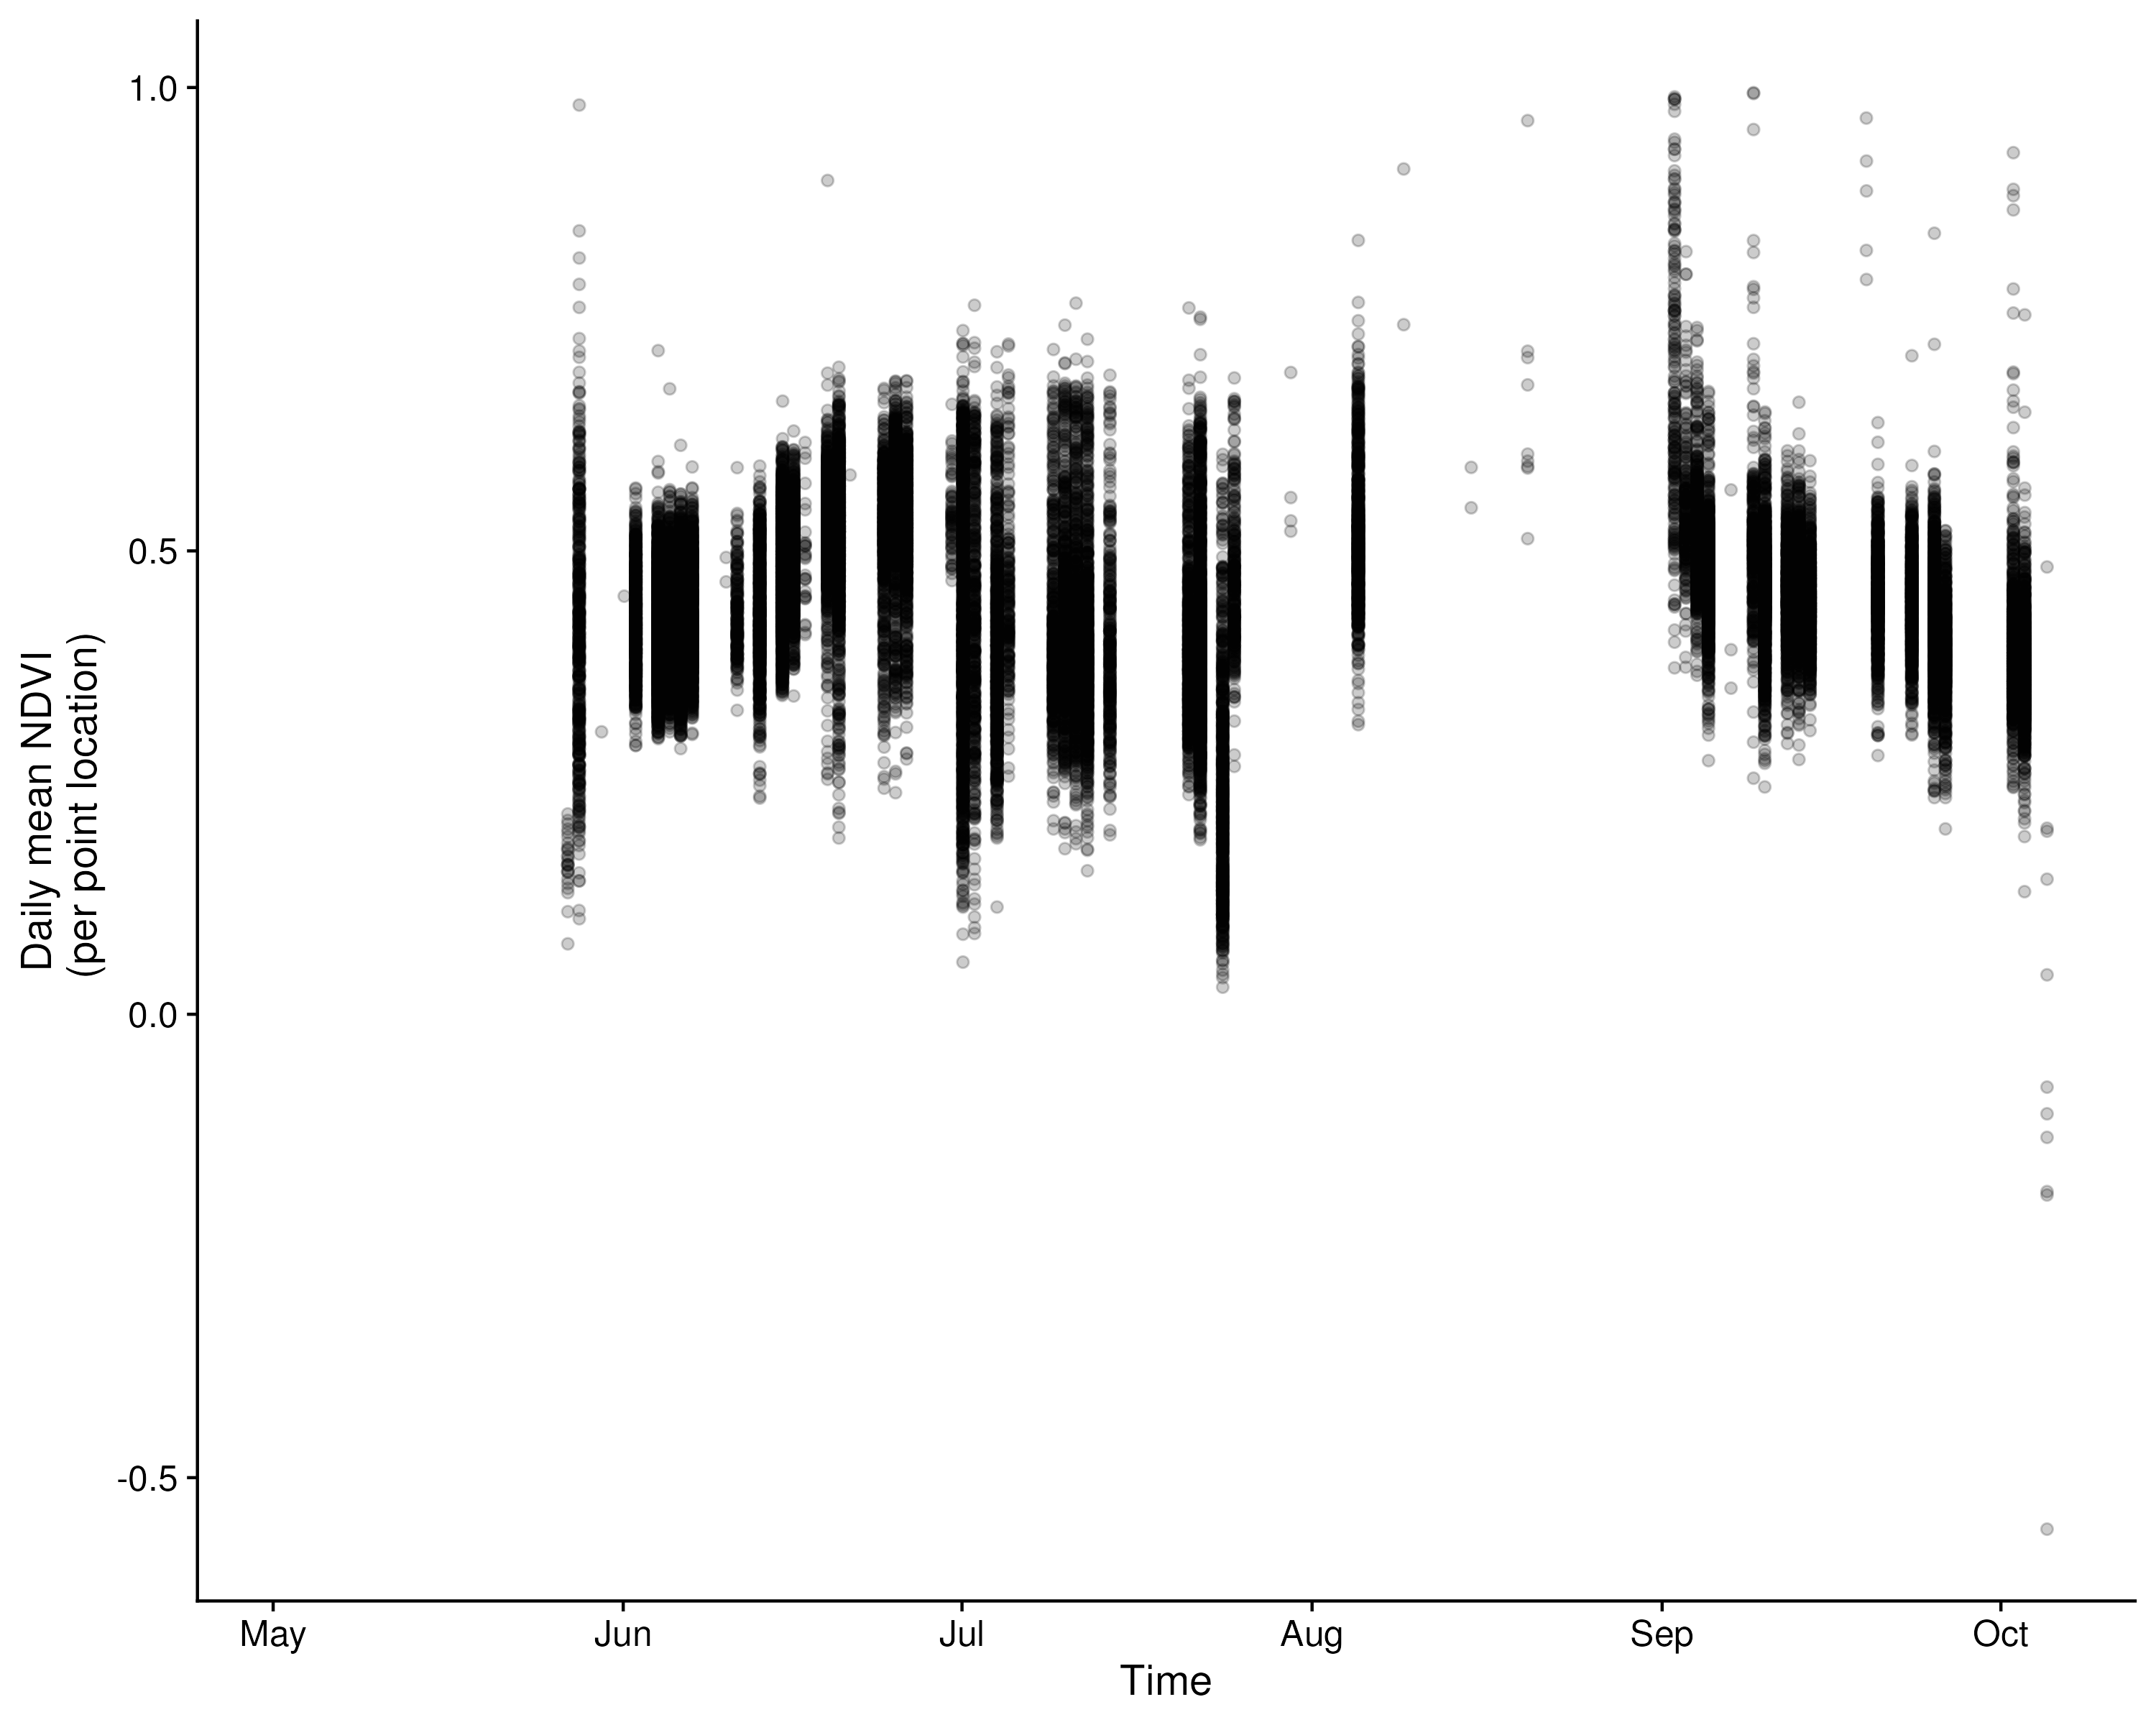 Daily mean NDVI
(per point location)
1.0
0.5
0.0
-0.5
May Jun Jul Aug Sep Oct
Time